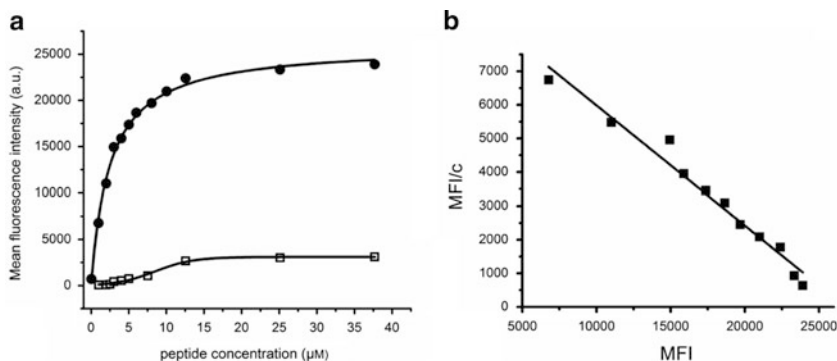 a
25000
20000
15000
10000
5000
0
Mean fluorescence intensity (a.u.)
0 5 10 15 20 25 30 35 40
peptide concentration (µM)
b
7000
6000
5000
4000
3000
2000
1000
0
MFI/c
5000 10000 15000 20000 25000
MFI